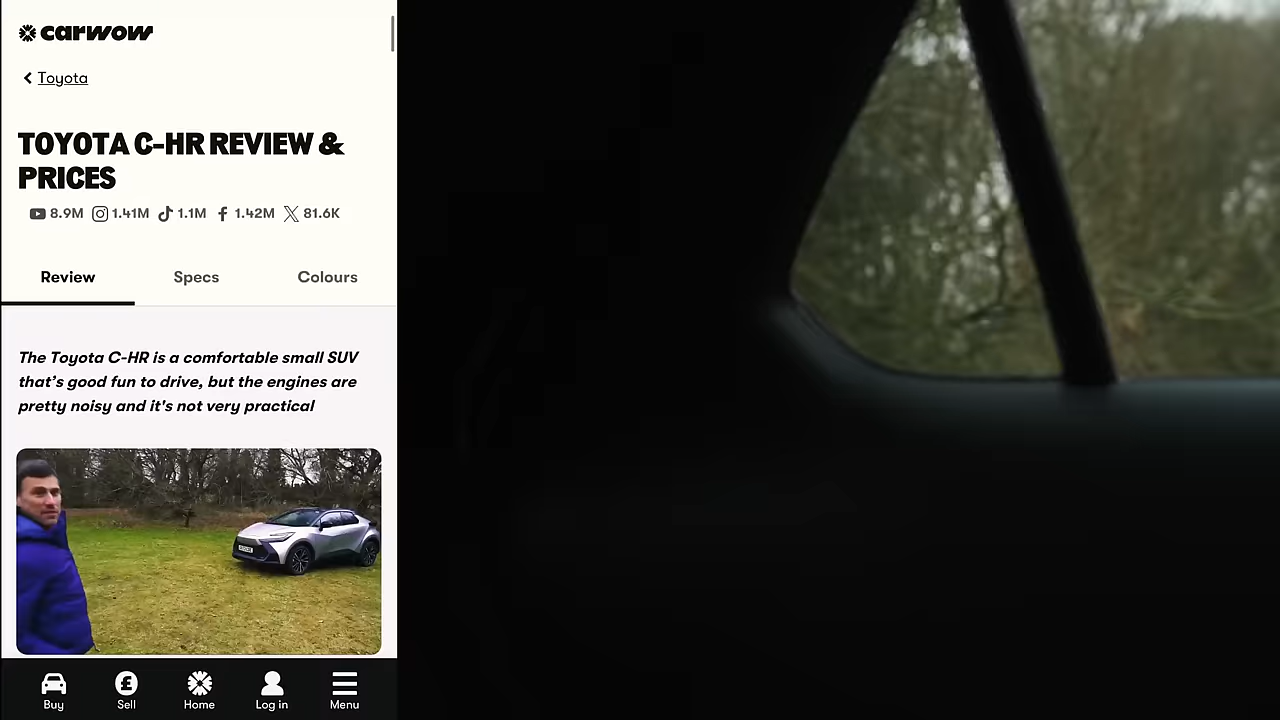 carwow
Toyota
TOYOTA C-HR REVIEW &
PRICES
8.9M 1.41M 1.1M 1.42M 81.6K
Review Specs Colours
The Toyota C-HR is a comfortable small SUV
that's good fun to drive, but the engines are
pretty noisy and it's not very practical
Buy Sell Home Log in Menu